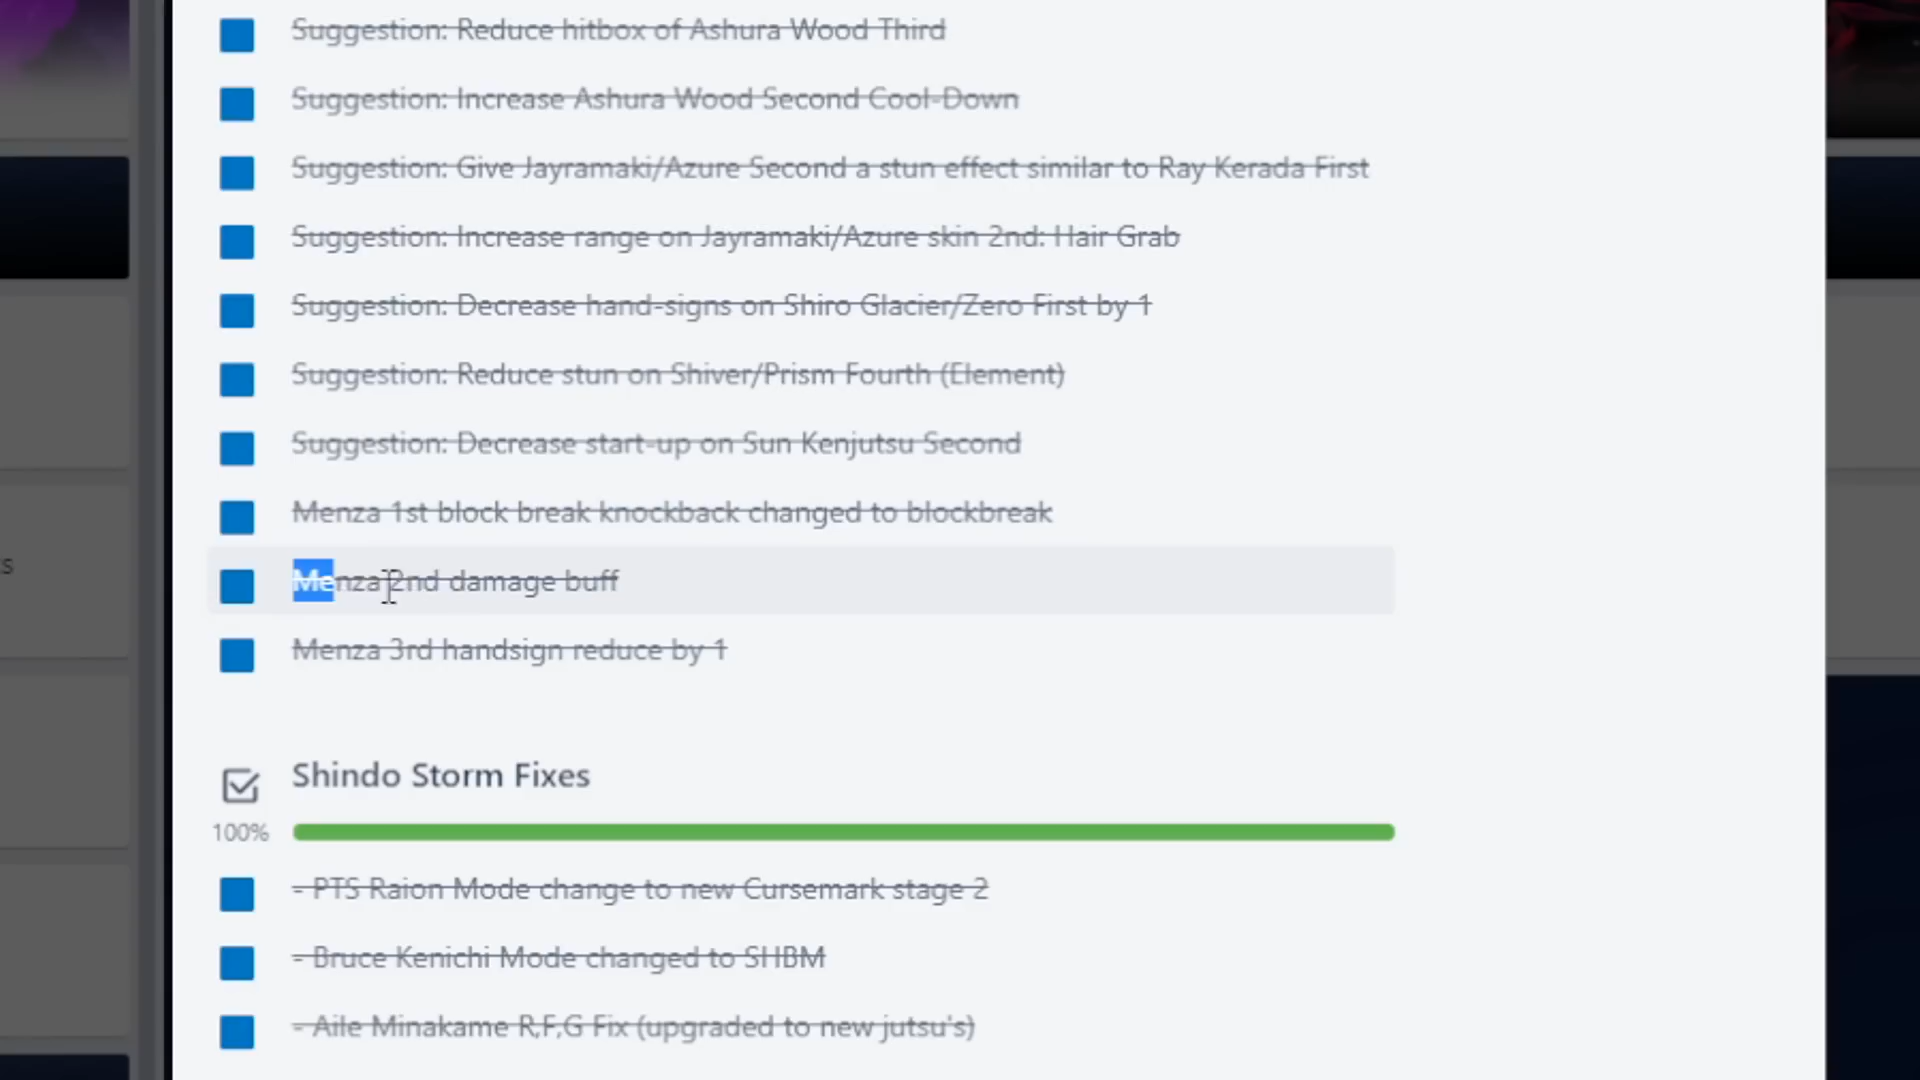 Suggestion: Reduce hitbox of Ashura Wood Third
Suggestion: Increase Ashura Wood Second Cool-Down
Suggestion: Give Jayramaki/Azure Second a stun effect similar to Ray Kerada First
Suggestion: Increase range on Jayramaki/Azure skin 2nd: Hair Grab
Suggestion: Decrease hand-signs on Shiro Glacier/Zero First by 1
Suggestion: Reduce stun on Shiver/Prism Fourth (Element)
Suggestion: Decrease start-up on Sun Kenjutsu Second
Menza 1st block break knockback changed to blockbreak
s
Menza 2nd damage buff
Menza 3rd handsign reduce by 1
Shindo Storm Fixes
100%
- PTS Raion Mode change to new Cursemark stage 2
- Bruce Kenichi Mode changed to SHBM
- Aile Minakame R,F,G Fix (upgraded to new jutsu's)